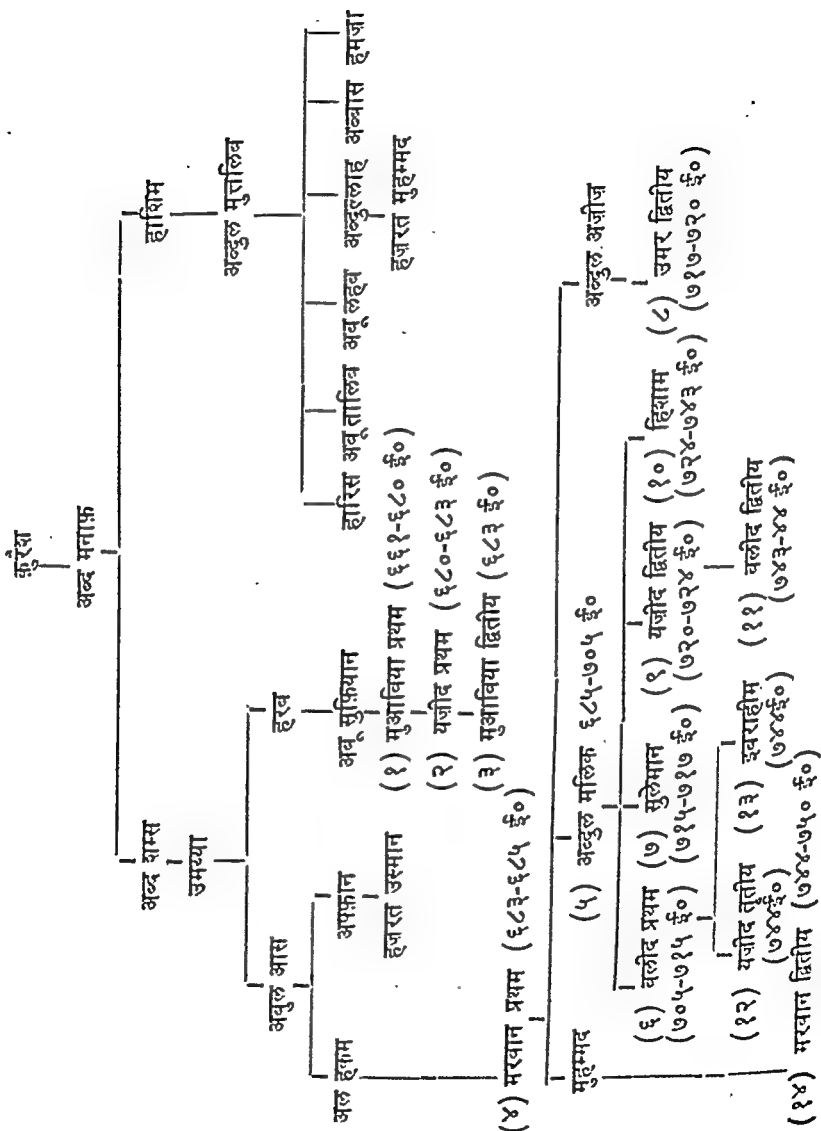 क़ुरैश
अब्द मनाफ़
अब्द शम्स हाशिम
उमय्या अब्दुल मुत्तलिब
अबुल आस हरब
हारिस अबू तालिब अबू लहब अब्दुल्लाह अब्बास हमज़ा
अल हकम अफ्फ़ान अबू सुफ़ियान
हज़रत उस्मान हज़रत मुहम्मद
(१) मुआविया प्रथम (६६१-६८० ई०)
(२) यज़ीद प्रथम (६८०-६८३ ई०)
(३) मुआविया द्वितीय (६८३ ई०)
(४) मरवान प्रथम (६८३-६८५ ई०)
मुहम्मद (५) अब्दुल मलिक ६८५-७०५ ई० अब्दुल अज़ीज़
(६) वलीद प्रथम (७) सुलेमान (९) यज़ीद द्वितीय (१०) हिशाम (८) उमर द्वितीय
(७०५-७१५ ई०) (७१५-७१७ ई०) (७२०-७२४ ई०) (७२४-७४३ ई०) (७१७-७२० ई०)
(१२) यज़ीद तृतीय (१३) इबराहीम (११) वलीद द्वितीय
(७४४ई०) (७४४ई०) (७४३-४४ ई०)
(१४) मरवान द्वितीय (७४४-७५० ई०)